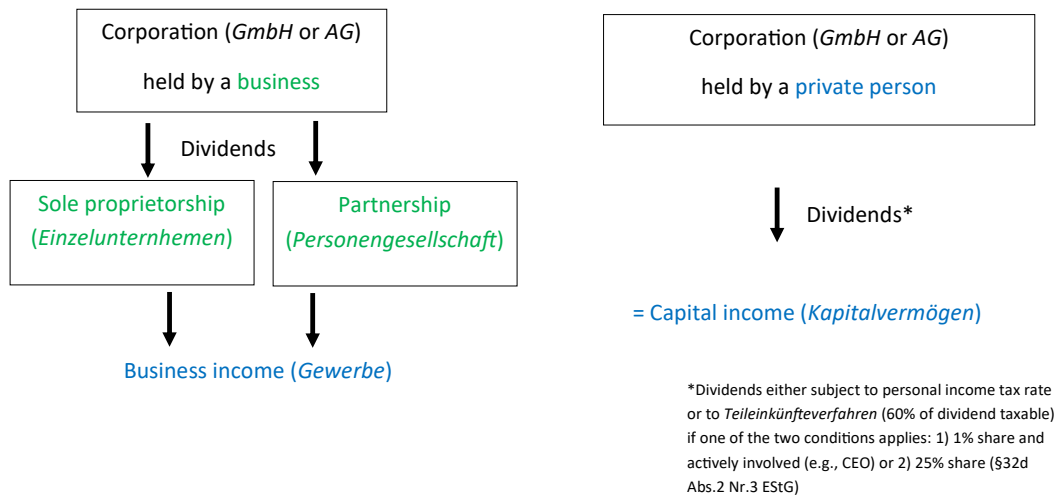 Corporation (GmbH or AG)
held by a business
Dividends
Sole proprietorship
(Einzelunternhemen)
Partnership
(Personengesellschaft)
Business income (Gewerbe)
Corporation (GmbH or AG)
held by a private person
Dividends*
= Capital income (Kapitalvermögen)
*Dividends either subject to personal income tax rate
or to Teileinkünfteverfahren (60% of dividend taxable)
if one of the two conditions applies: 1) 1% share and
actively involved (e.g., CEO) or 2) 25% share (§32d
Abs.2 Nr.3 EStG)